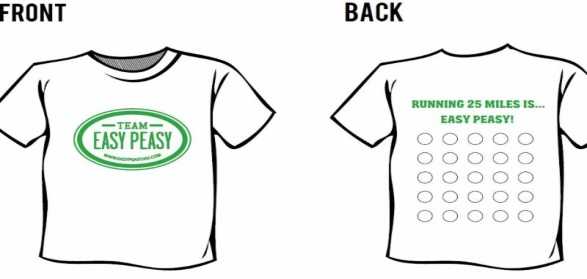 FRONT
BACK
TEAM
EASY PEASY
RUNNING 25 MILES IS...
EASY PEASY!